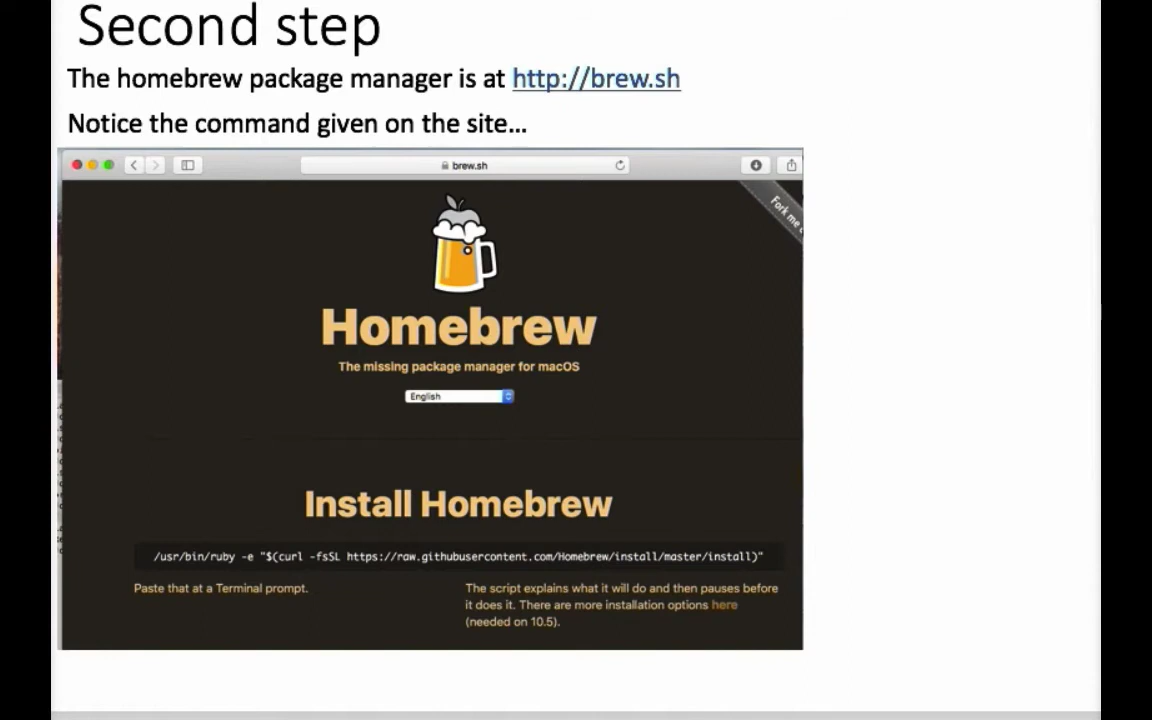 Second step
The homebrew package manager is at http://brew.sh
Notice the command given on the site...
brew.sh
Fork me
Homebrew
The missing package manager for macOS
English
Install Homebrew
/usr/bin/ruby -e "$(curl -fsSL https://raw.githubusercontent.com/Homebrew/install/master/install)"
Paste that at a Terminal prompt.
The script explains what it will do and then pauses before
it does it. There are more installation options here
(needed on 10.5).